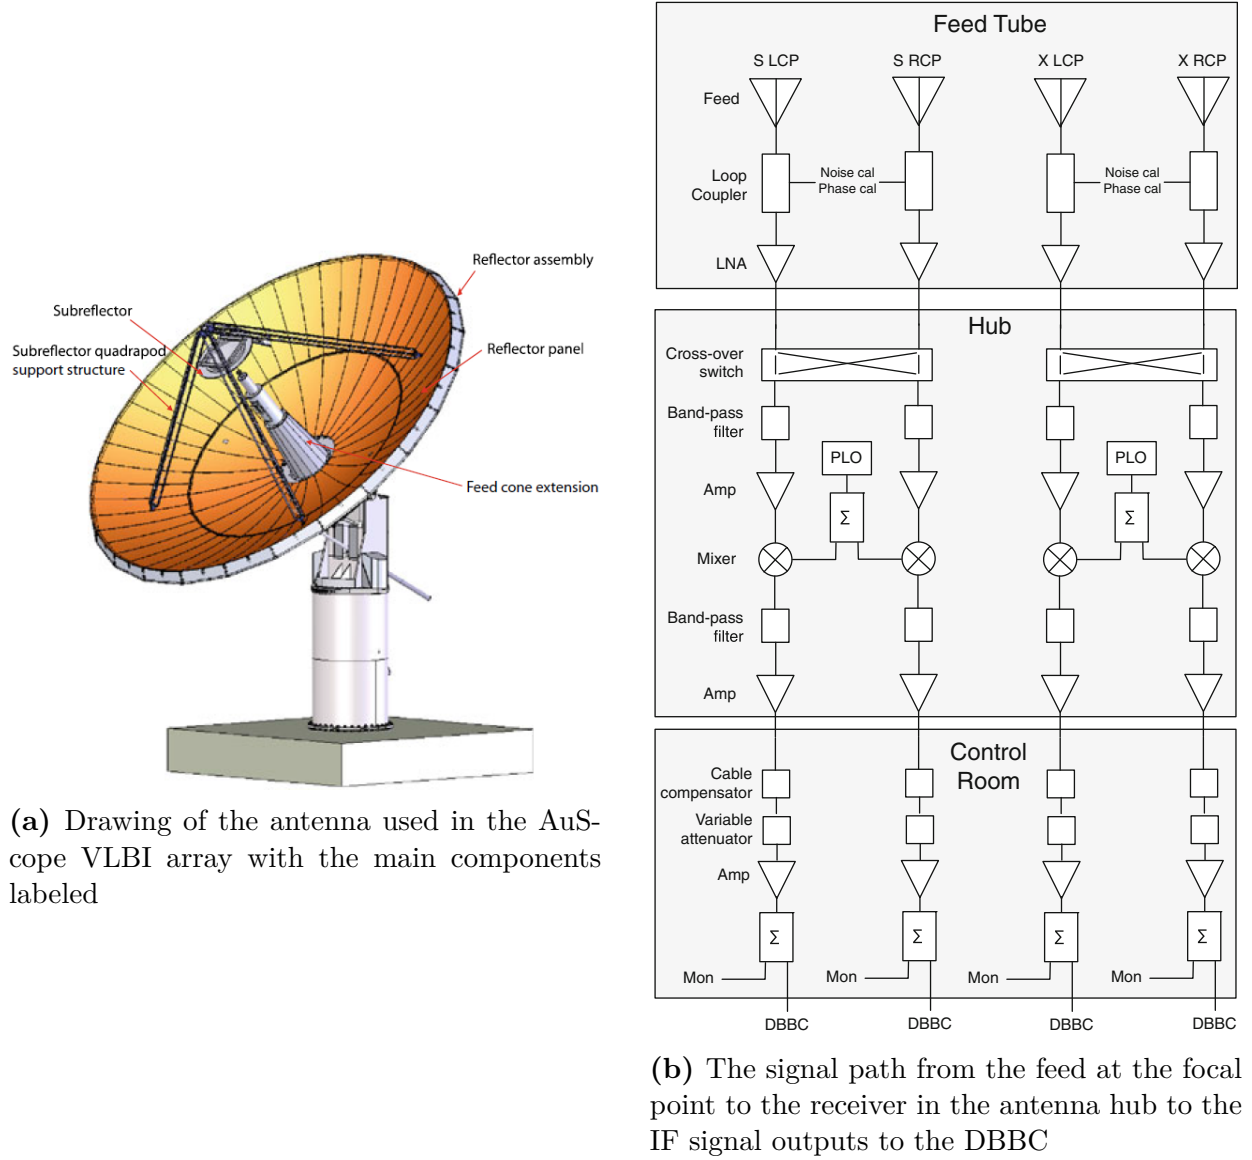 Reflector assembly
Subreflector
Subreflector quadrapod
support structure
Reflector panel
Feed cone extension
(a) Drawing of the antenna used in the AuS-
cope VLBI array with the main components
labeled
Feed Tube
S LCP S RCP X LCP X RCP
Feed
Loop
Coupler
Noise cal
Phase cal
Noise cal
Phase cal
LNA
Hub
Cross-over
switch
Band-pass
filter
PLO PLO
Amp
Σ Σ
Mixer
Band-pass
filter
Amp
Control
Room
Cable
compensator
Variable
attenuator
Amp
Σ Σ Σ Σ
Mon Mon Mon Mon
DBBC DBBC DBBC DBBC
(b) The signal path from the feed at the focal
point to the receiver in the antenna hub to the
IF signal outputs to the DBBC